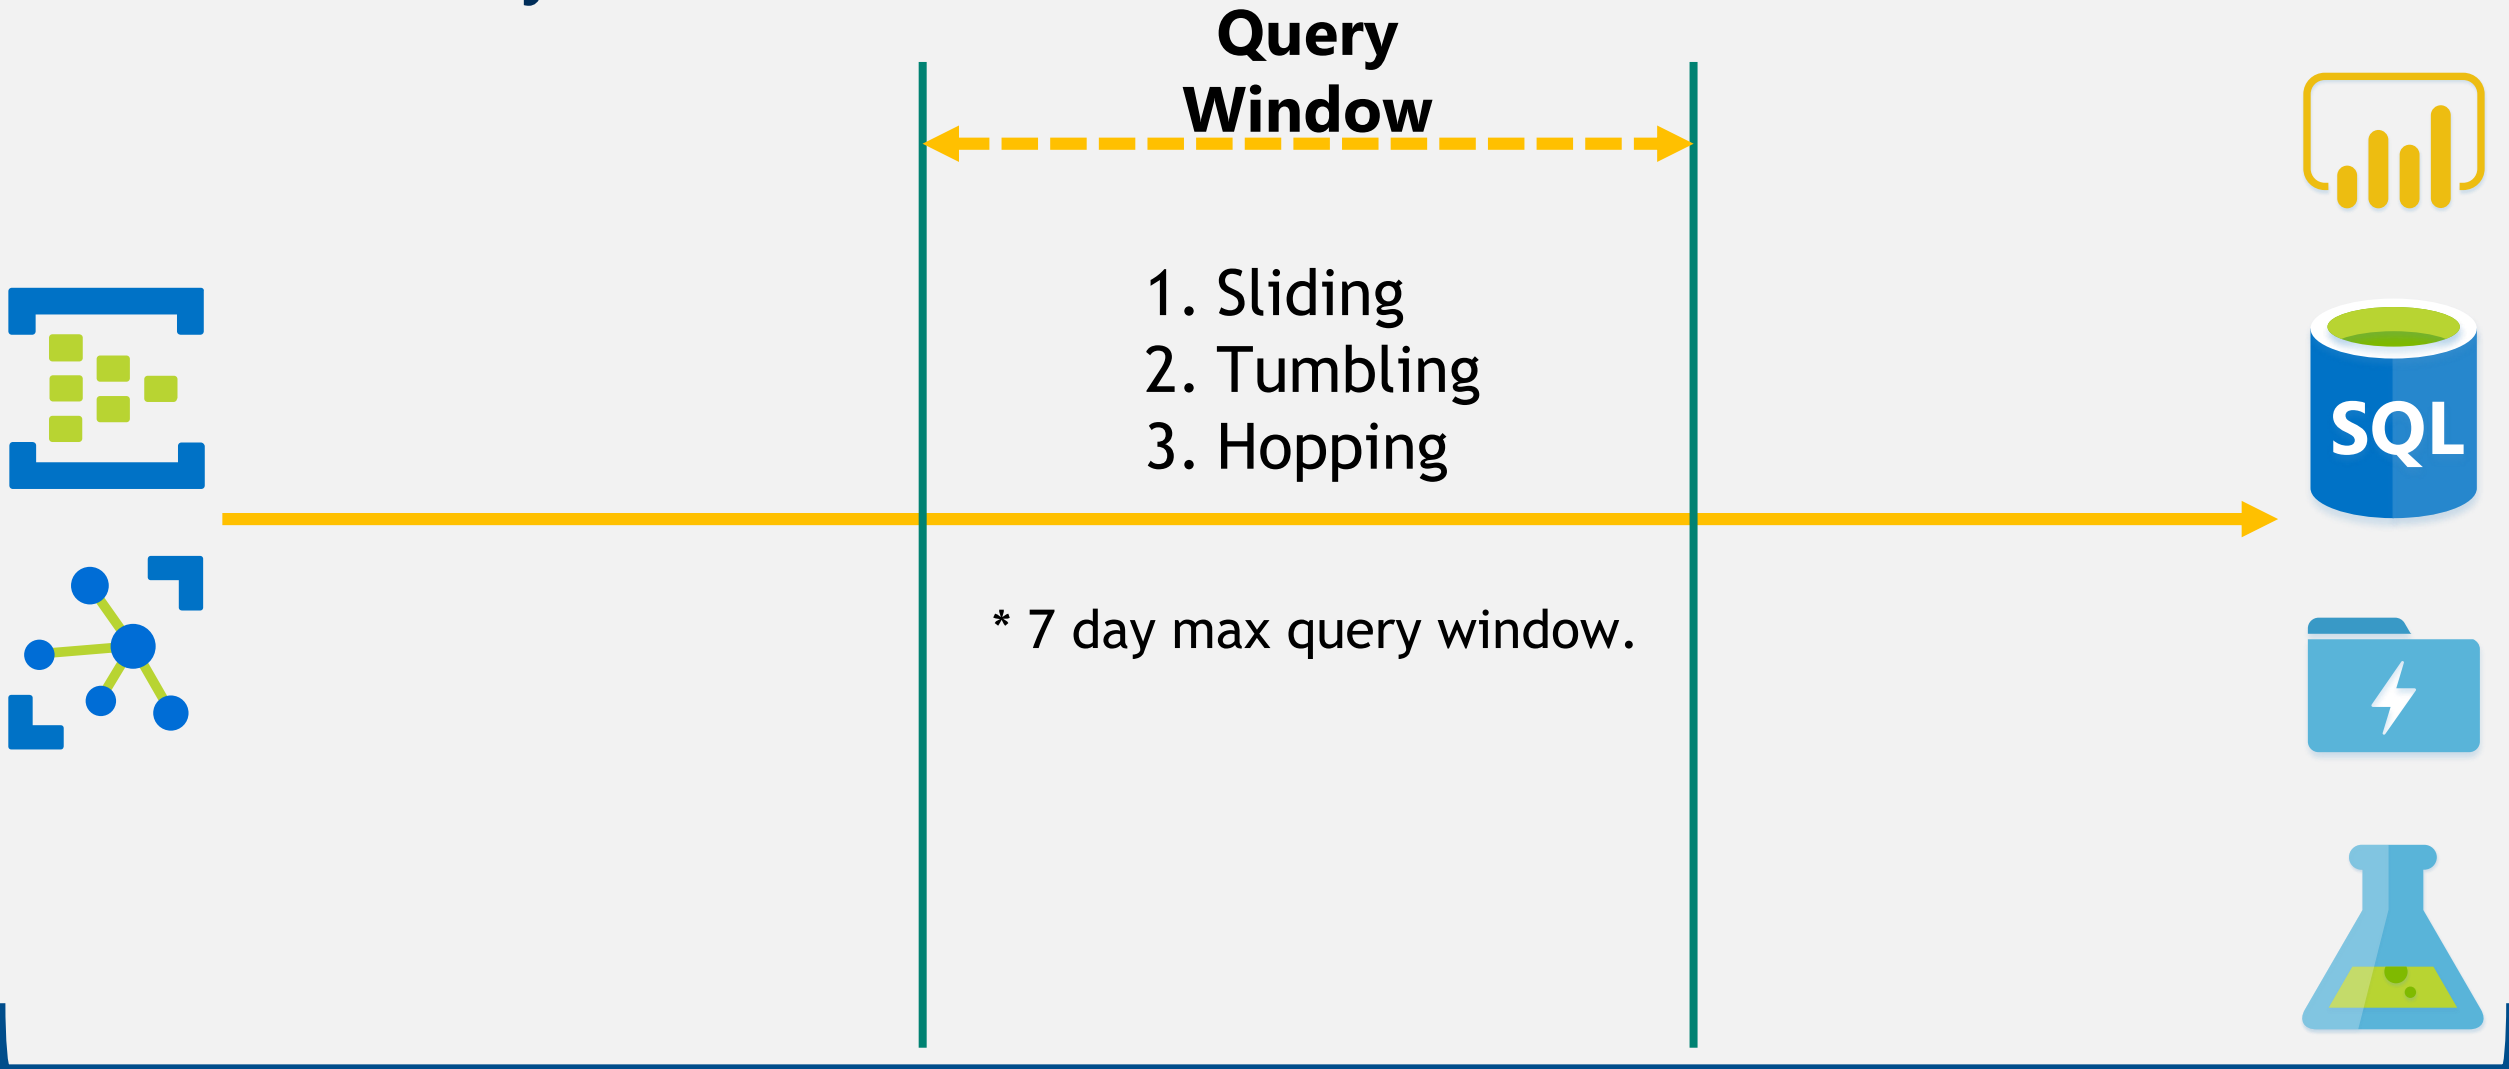 Query
Window
1. Sliding
2. Tumbling
3. Hopping
SQL
* 7 day max query window.